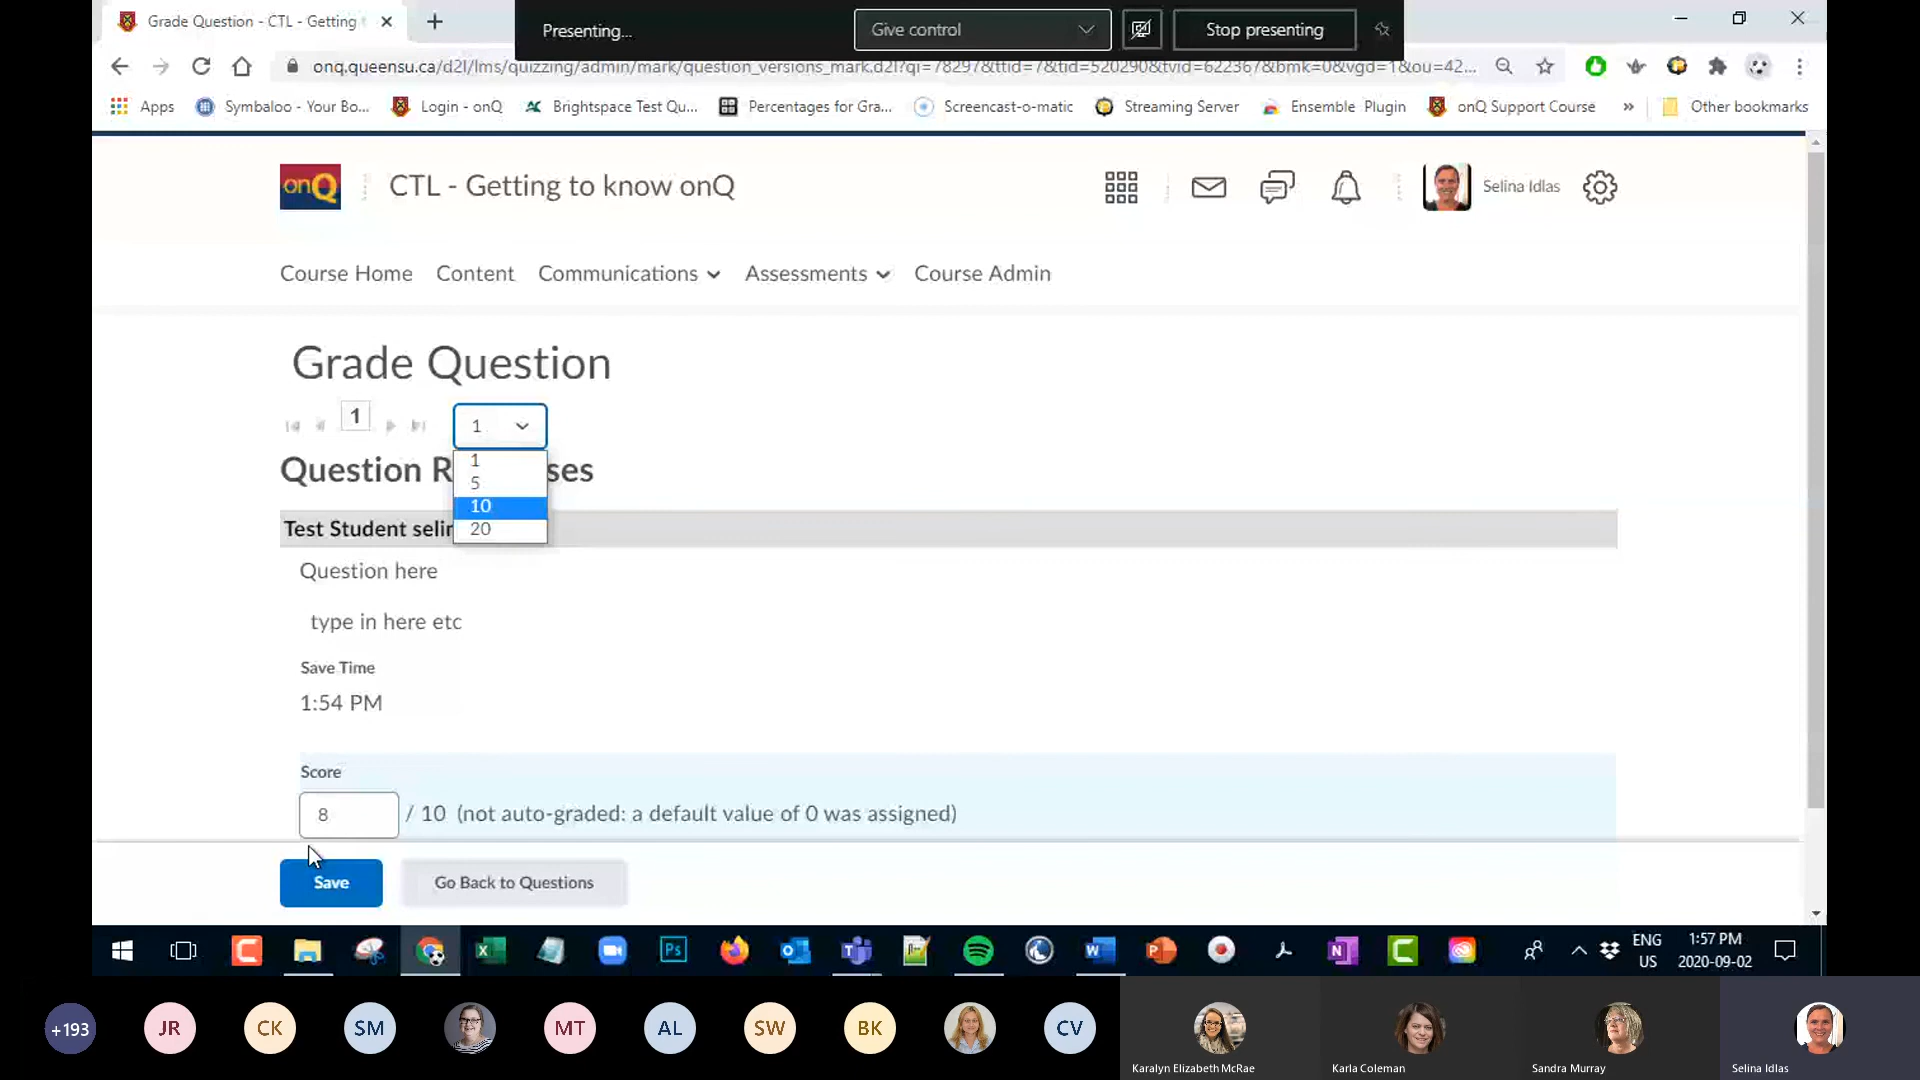 Grade Question - CTL - Getting
Presenting...
Give control
Stop presenting
onq.queensu.ca/d2l/lms/quizzing/admin/mark/question_versions_mark.d2l?qi=78297&ttid=7&tid=520290&tvid=622367&bmk=0&vgd=1&ou=42...
Apps
Symbaloo - Your Bo...
Login - onQ
Brightspace Test Qu...
Percentages for Gra...
Screencast-o-matic
Streaming Server
Ensemble Plugin
onQ Support Course
»
Other bookmarks
onQ
CTL - Getting to know onQ
Selina Idlas
Course Home
Content
Communications
Assessments
Course Admin
Grade Question
1
1
1
5
10
20
Question R
ses
Test Student selin
Question here
type in here etc
Save Time
1:54 PM
Score
8
/ 10 (not auto-graded: a default value of 0 was assigned)
Save
Go Back to Questions
Ps
ENG
US
1:57 PM
2020-09-02
+193
JR
CK
SM
MT
AL
SW
BK
CV
Karalyn Elizabeth McRae
Karla Coleman
Sandra Murray
Selina Idlas